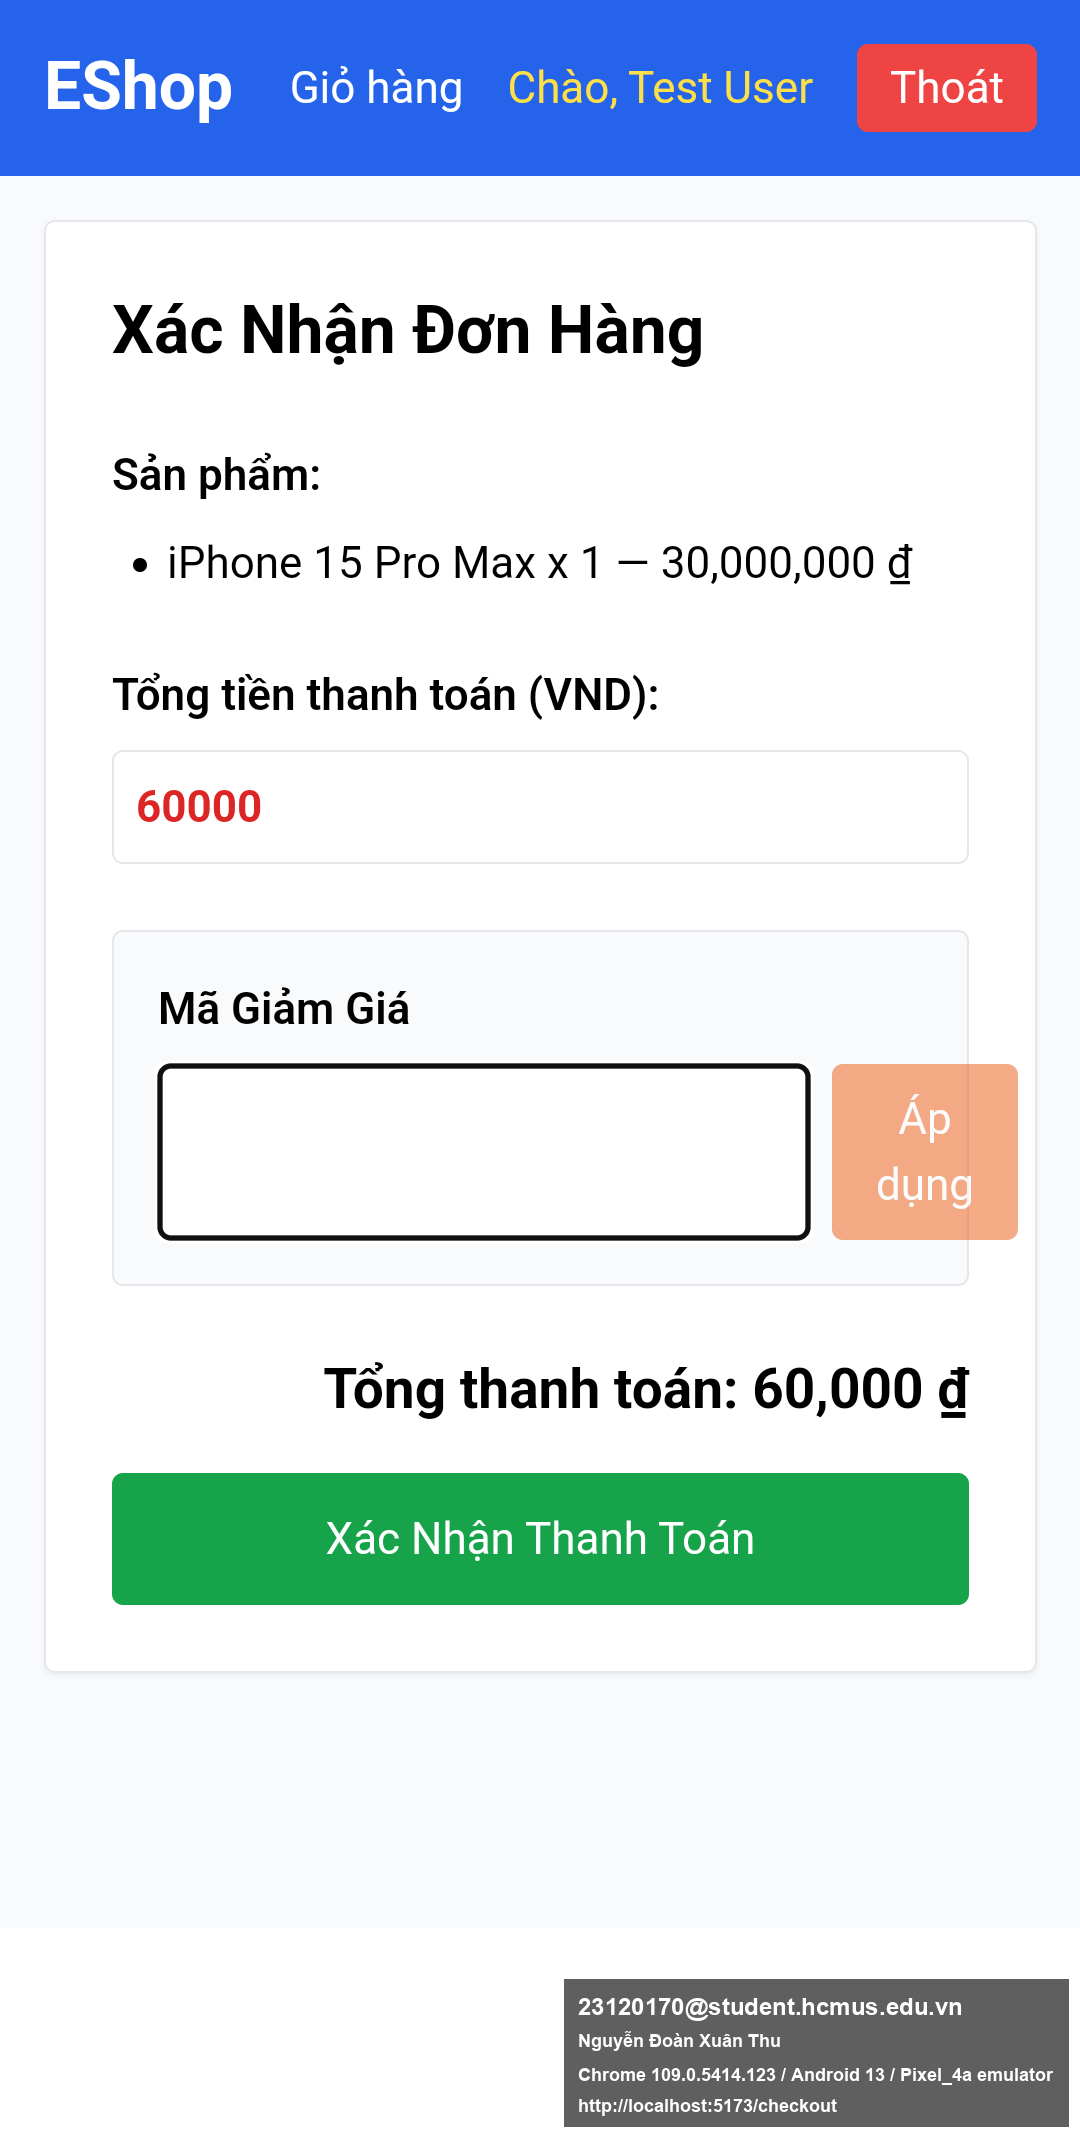 EShop
Giỏ hàng
Chào, Test User
Thoát
Xác Nhận Đơn Hàng
Sản phẩm:
• iPhone 15 Pro Max x 1 — 30,000,000 ₫
Tổng tiền thanh toán (VND):
60000
Mã Giảm Giá
Áp
dụng
Tổng thanh toán: 60,000 ₫
Xác Nhận Thanh Toán
23120170@student.hcmus.edu.vn
Nguyễn Đoàn Xuân Thu
Chrome 109.0.5414.123 / Android 13 / Pixel_4a emulator
http://localhost:5173/checkout